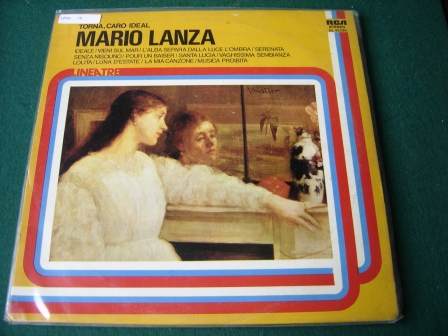 TORNA, CARO IDEAL
RCA
MARIO LANZA
IDEALE / VIENI SUL MAR / L'ALBA SEPARA DALLA LUCE L'OMBRA / SERENATA
SENZA NISCIUNO / POUR UN BAISER / SANTA LUCIA / VAGHISSIMA SEMBIANZA
LOLITA / LUNA D'ESTATE / LA MIA CANZONE / MUSICA PROIBITA
LINEATRE
Whistler